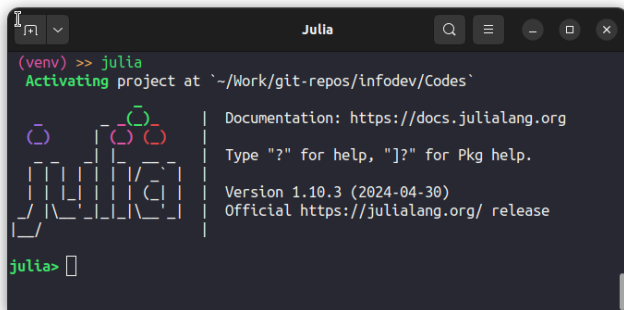 Julia
(venv) >> julia
Activating project at `~/Work/git-repos/infodev/Codes`
Documentation: https://docs.julialang.org
Type "?" for help, "]?" for Pkg help.
julia
Version 1.10.3 (2024-04-30)
Official https://julialang.org/ release
julia>